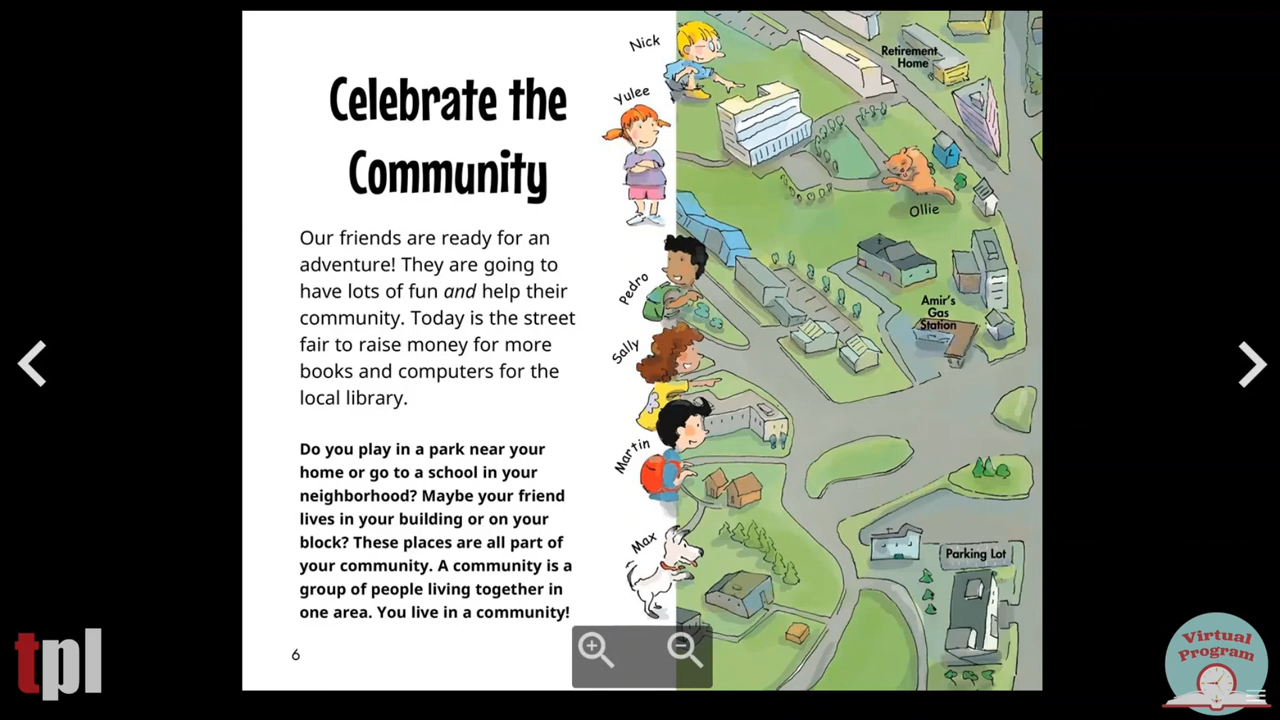 Celebrate the
Community
Our friends are ready for an
adventure! They are going to
have lots of fun and help their
community. Today is the street
fair to raise money for more
books and computers for the
local library.
Do you play in a park near your
home or go to a school in your
neighborhood? Maybe your friend
lives in your building or on your
block? These places are all part of
your community. A community is a
group of people living together in
one area. You live in a community!
6
Nick
Yulee
Pedro
Sally
Martin
Max
Retirement
Home
Ollie
Amir's
Gas
Station
Parking Lot
tpl
Virtual
Program